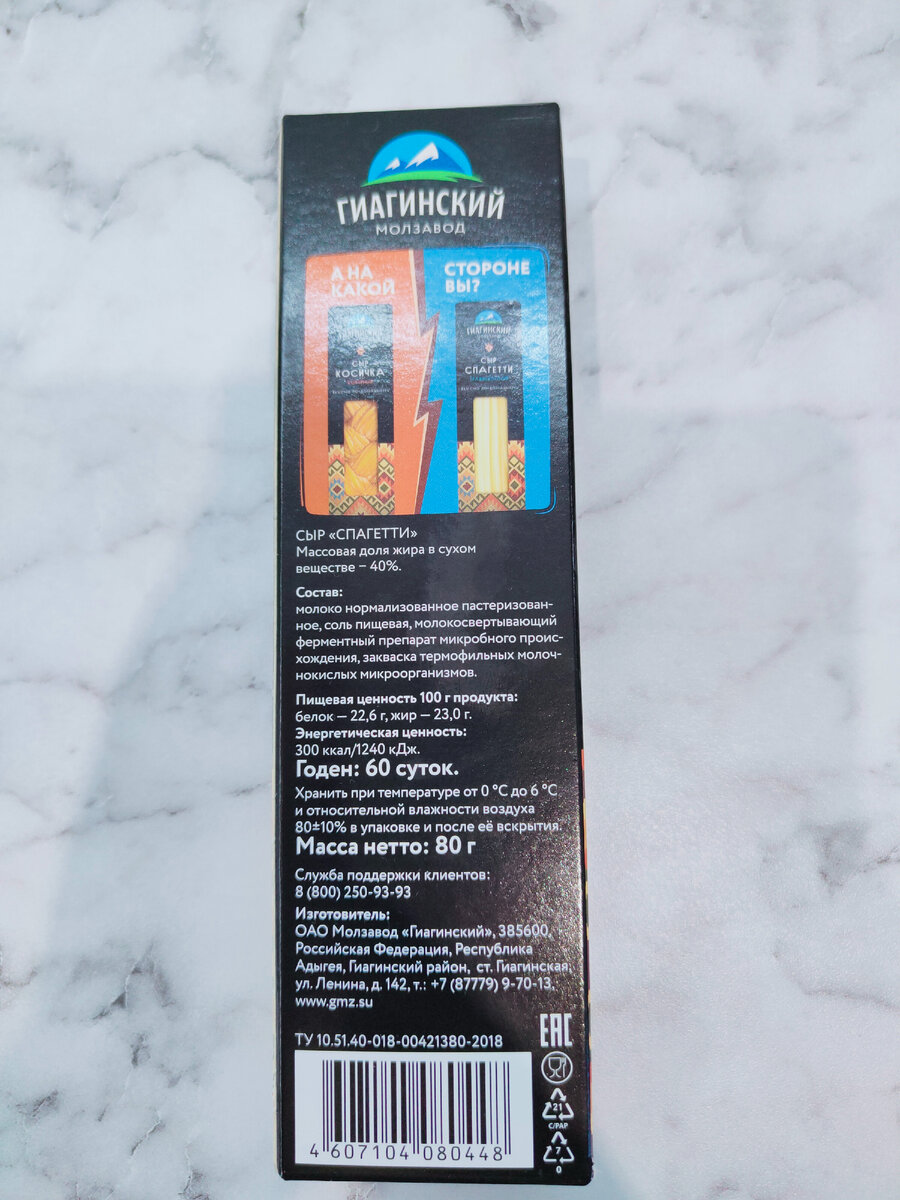 ГИАГИНСКИЙ
МОЛЗАВОД
А НА
КАКОЙ
СТОРОНЕ
ВЫ?
СЫР
КОСИЧКА
ГИАГИНСКИЙ
СЫР
СПАГЕТТИ
СЫР «СПАГЕТТИ»
Массовая доля жира в сухом
веществе – 40%.
Состав:
молоко нормализованное пастеризован-
ное, соль пищевая, молокосвертывающий
ферментный препарат микробного проис-
хождения, закваска термофильных молоч-
нокислых микроорганизмов.
Пищевая ценность 100 г продукта:
белок — 22,6 г, жир — 23,0 г.
Энергетическая ценность:
300 ккал/1240 кДж.
Годен: 60 суток.
Хранить при температуре от 0 °С до 6 °С
и относительной влажности воздуха
80±10% в упаковке и после её вскрытия.
Масса нетто: 80 г
Служба поддержки клиентов:
8 (800) 250-93-93
Изготовитель:
ОАО Молзавод «Гиагинский», 385600,
Российская Федерация, Республика
Адыгея, Гиагинский район, ст. Гиагинская,
ул. Ленина, д. 142, т.: +7 (87779) 9-70-13.
www.gmz.su
ТУ 10.51.40-018-00421380-2018
EAC
21
C/PAP
7
0
4 607104 080448